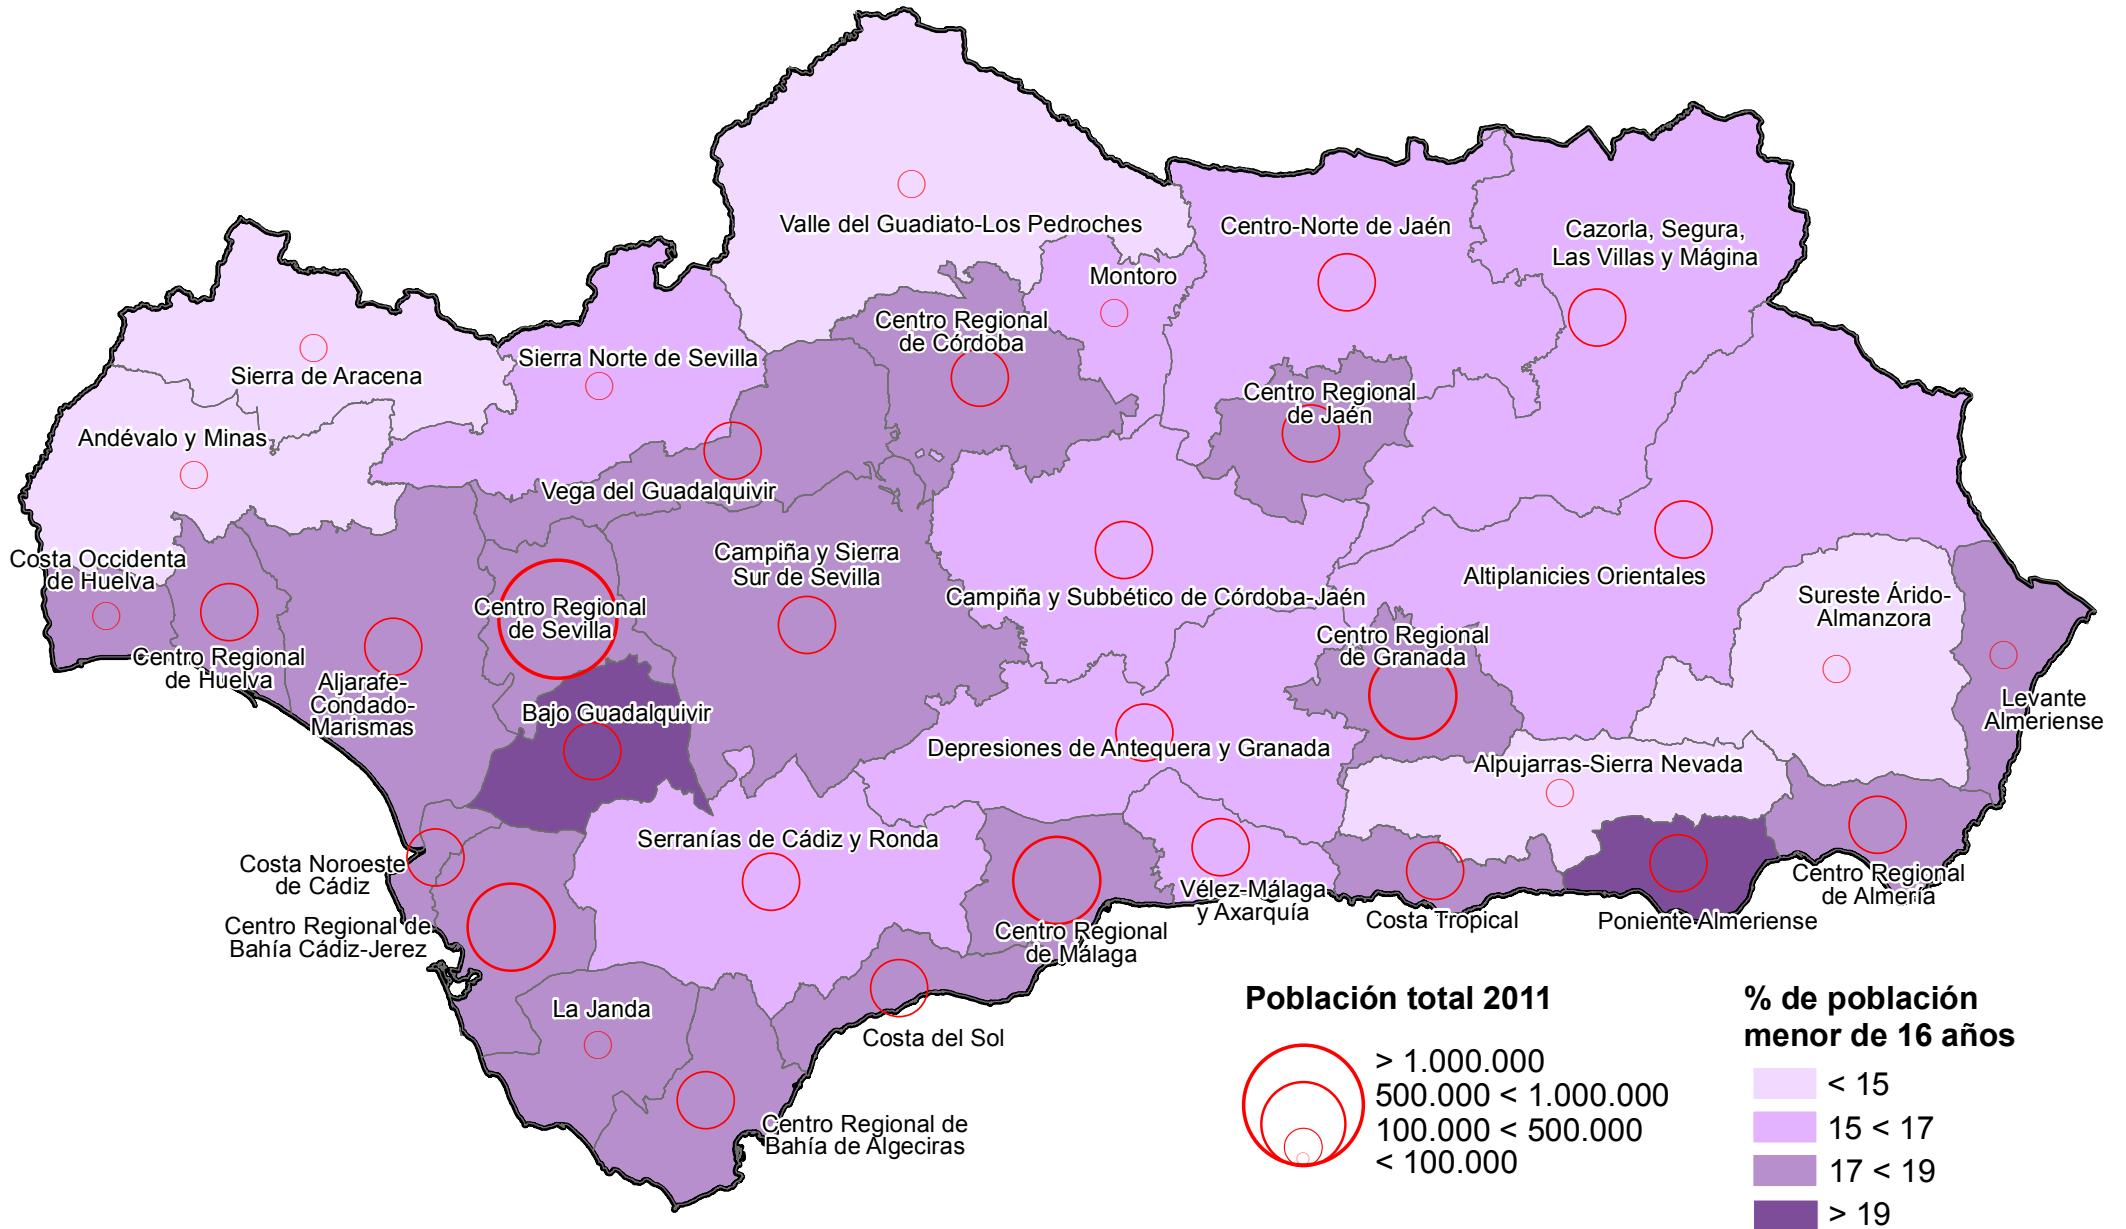 Valle del Guadiato-Los Pedroches
Centro-Norte de Jaén
Cazorla, Segura,
Las Villas y Mágina
Montoro
Centro Regional
de Córdoba
Sierra Norte de Sevilla
Sierra de Aracena
Centro Regional
de Jaén
Andévalo y Minas
Vega del Guadalquivir
Costa Occidenta
de Huelva
Campiña y Sierra
Sur de Sevilla
Altiplanicies Orientales
Campiña y Subbético de Córdoba-Jaén
Sureste Árido-
Almanzora
Centro Regional
de Sevilla
Centro Regional
de Granada
Centro Regional
de Huelva
Aljarafe-
Condado-
Marismas
Bajo Guadalquivir
Levante
Almeriense
Depresiones de Antequera y Granada
Alpujarras-Sierra Nevada
Serranías de Cádiz y Ronda
Costa Noroeste
de Cádiz
Vélez-Málaga
y Axarquía
Centro Regional
de Almería
Costa Tropical
Poniente Almeriense
Centro Regional de
Bahía Cádiz-Jerez
Centro Regional
de Málaga
La Janda
Costa del Sol
Centro Regional de
Bahía de Algeciras
Población total 2011
> 1.000.000
500.000 < 1.000.000
100.000 < 500.000
< 100.000
% de población
menor de 16 años
< 15
15 < 17
17 < 19
> 19